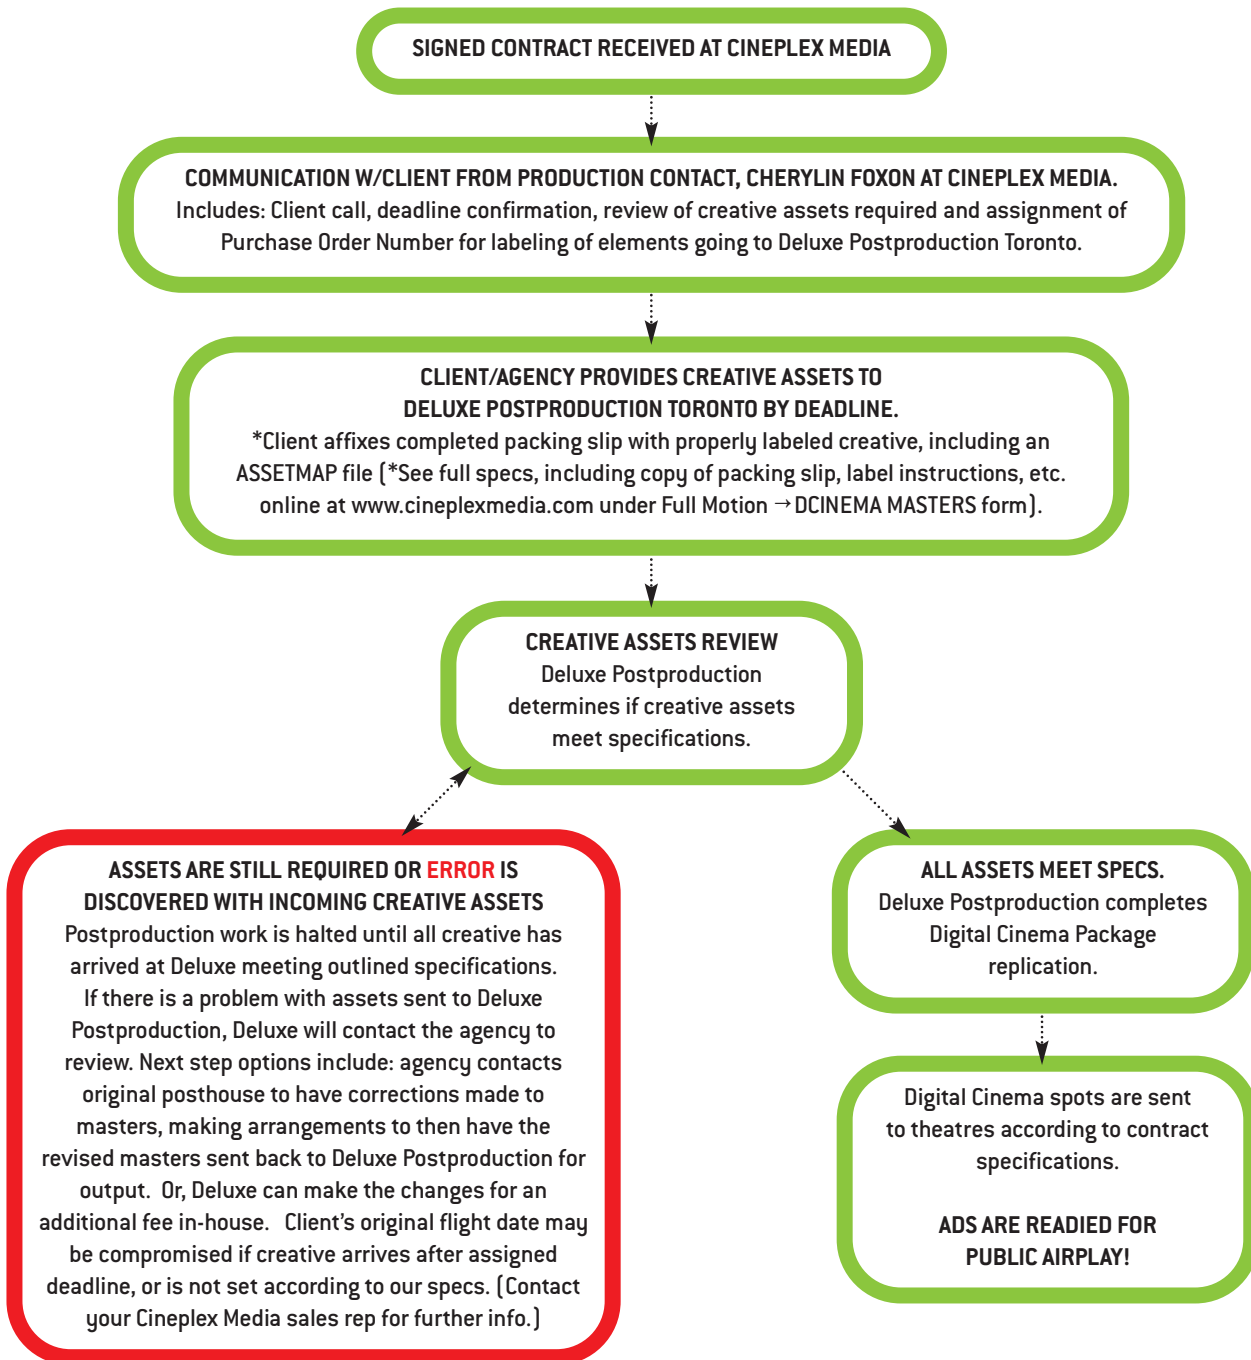 SIGNED CONTRACT RECEIVED AT CINEPLEX MEDIA
COMMUNICATION W/CLIENT FROM PRODUCTION CONTACT, CHERYLIN FOXON AT CINEPLEX MEDIA.
Includes: Client call, deadline confirmation, review of creative assets required and assignment of
Purchase Order Number for labeling of elements going to Deluxe Postproduction Toronto.
CLIENT/AGENCY PROVIDES CREATIVE ASSETS TO
DELUXE POSTPRODUCTION TORONTO BY DEADLINE.
*Client affixes completed packing slip with properly labeled creative, including an
ASSETMAP file (*See full specs, including copy of packing slip, label instructions, etc.
online at www.cineplexmedia.com under Full Motion → DCINEMA MASTERS form).
CREATIVE ASSETS REVIEW
Deluxe Postproduction
determines if creative assets
meet specifications.
ASSETS ARE STILL REQUIRED OR ERROR IS
DISCOVERED WITH INCOMING CREATIVE ASSETS
Postproduction work is halted until all creative has
arrived at Deluxe meeting outlined specifications.
If there is a problem with assets sent to Deluxe
Postproduction, Deluxe will contact the agency to
review. Next step options include: agency contacts
original posthouse to have corrections made to
masters, making arrangements to then have the
revised masters sent back to Deluxe Postproduction for
output. Or, Deluxe can make the changes for an
additional fee in-house. Client's original flight date may
be compromised if creative arrives after assigned
deadline, or is not set according to our specs. (Contact
your Cineplex Media sales rep for further info.)
ALL ASSETS MEET SPECS.
Deluxe Postproduction completes
Digital Cinema Package
replication.
Digital Cinema spots are sent
to theatres according to contract
specifications.
ADS ARE READIED FOR
PUBLIC AIRPLAY!